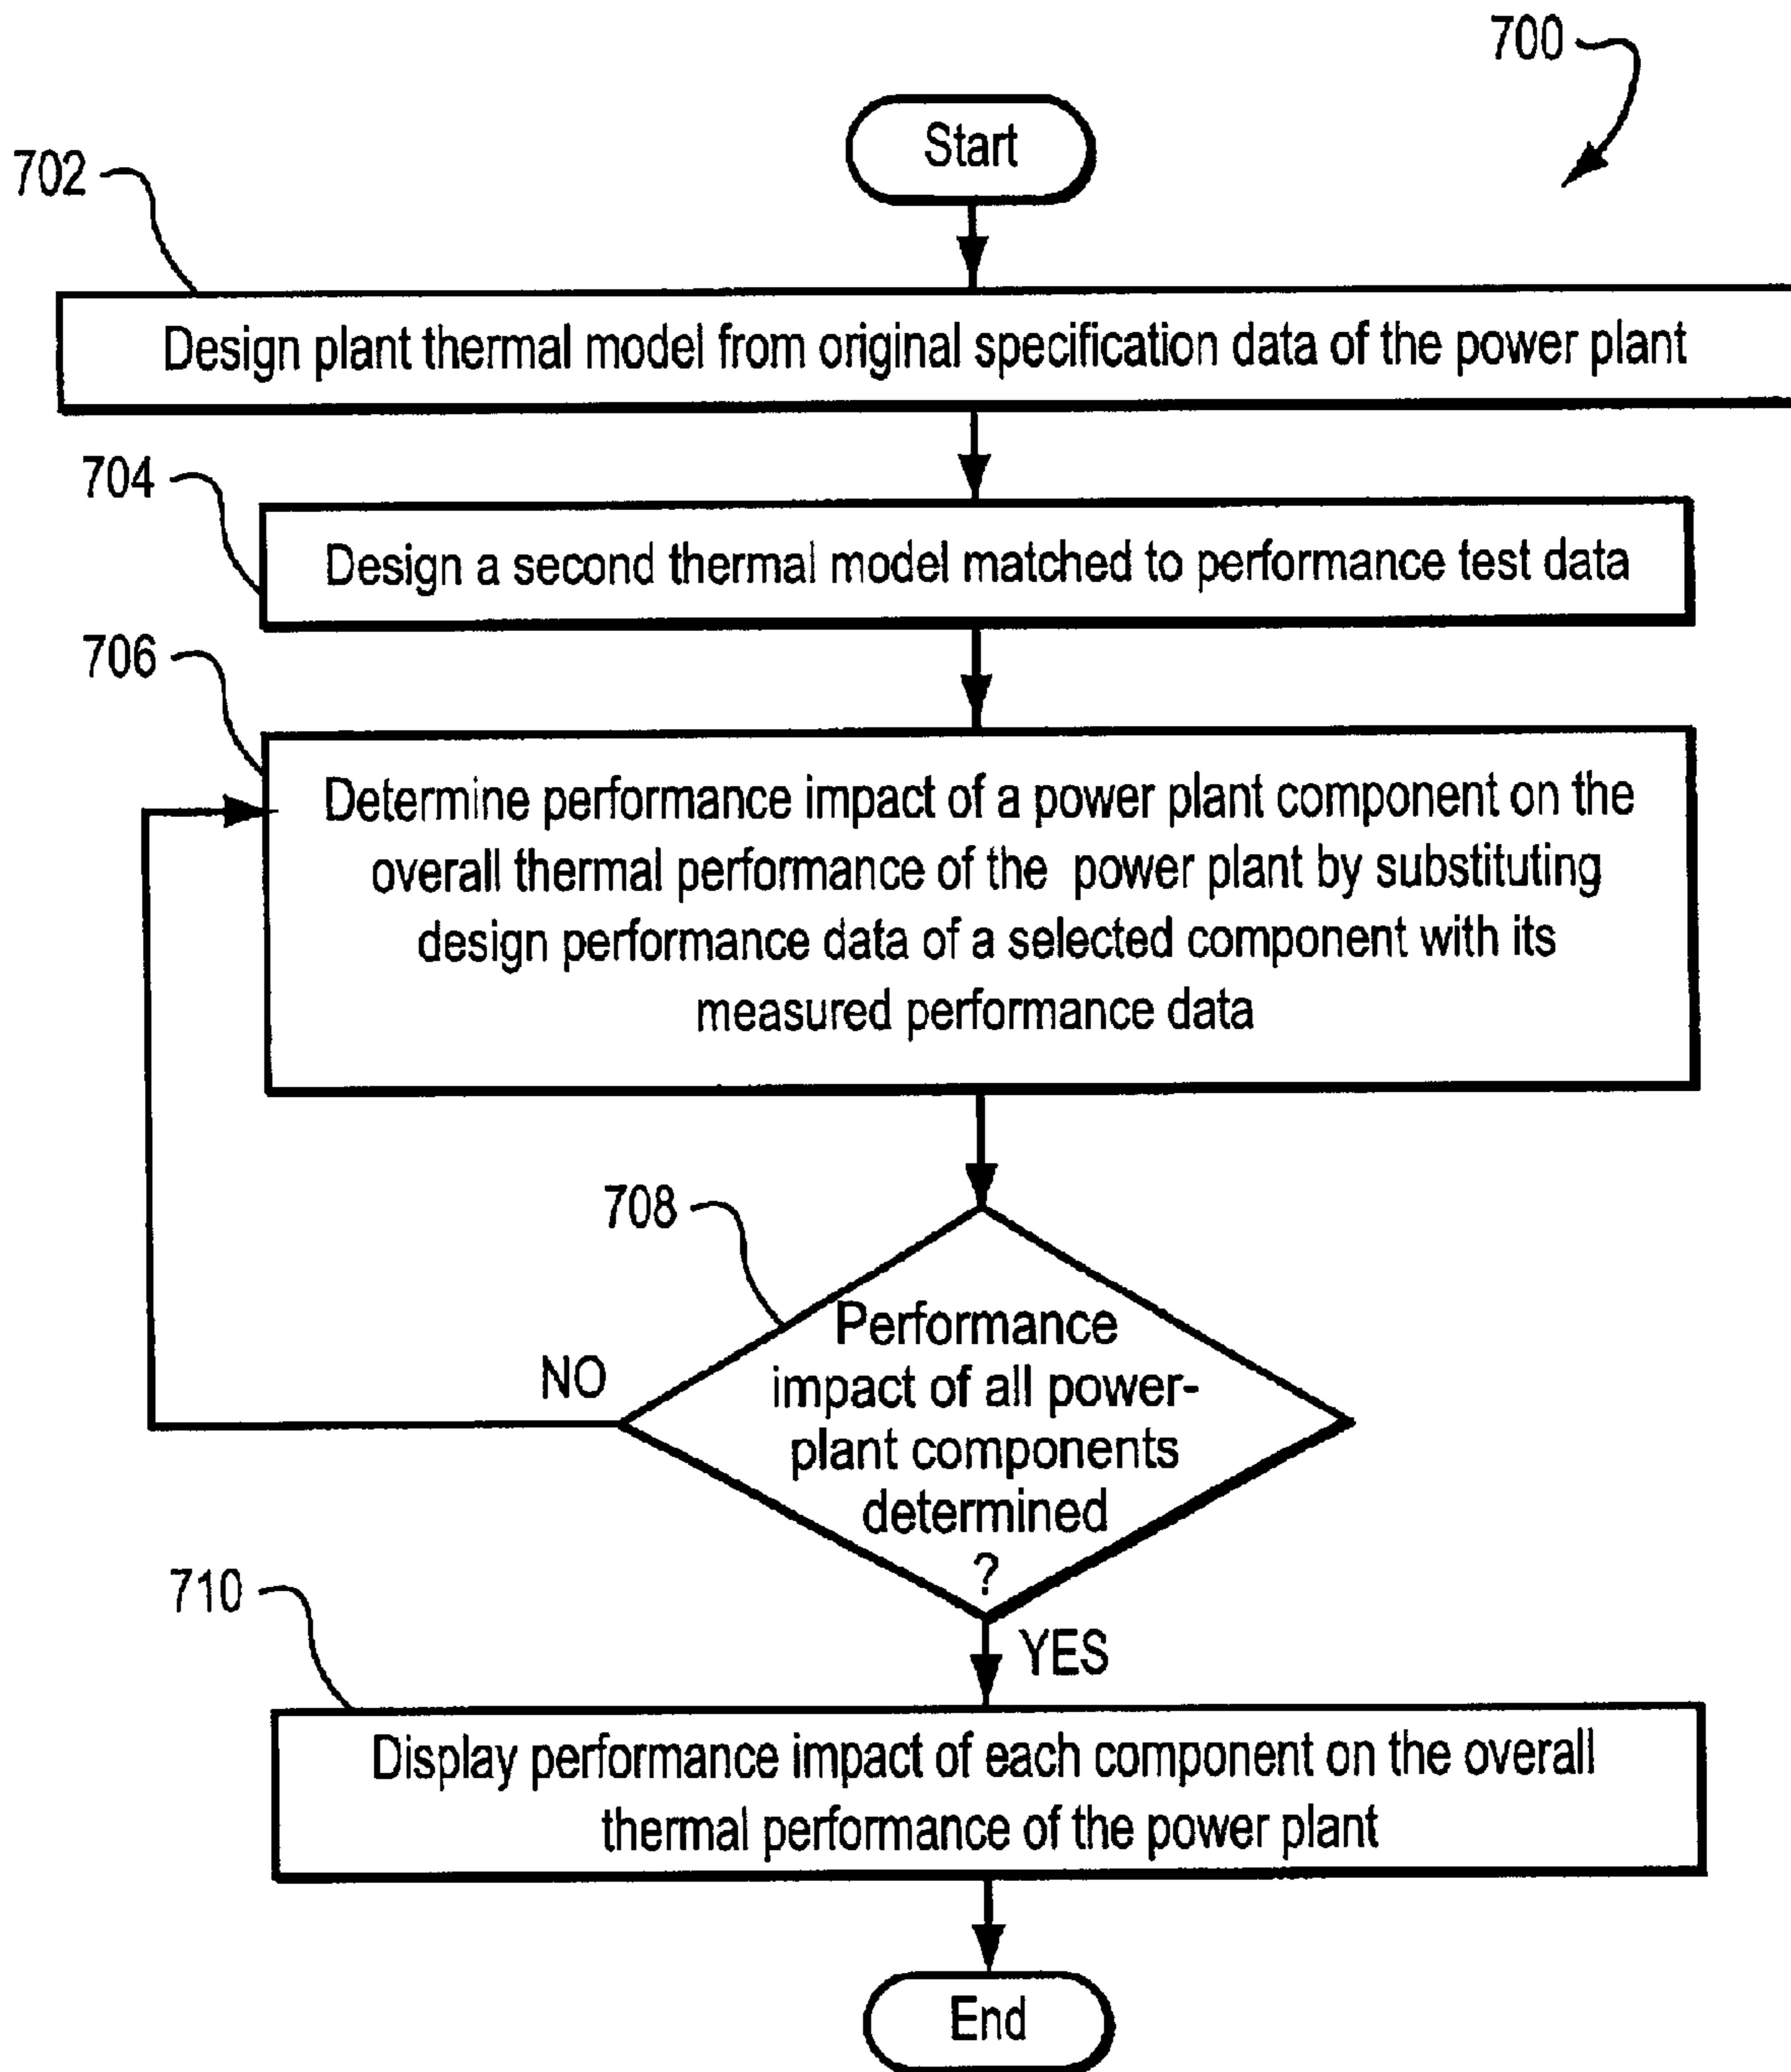 700
Start
702
Design plant thermal model from original specification data of the power plant
704
Design a second thermal model matched to performance test data
706
Determine performance impact of a power plant component on the
overall thermal performance of the power plant by substituting
design performance data of a selected component with its
measured performance data
708
Performance
impact of all power-
plant components
determined
?
NO
YES
710
Display performance impact of each component on the overall
thermal performance of the power plant
End